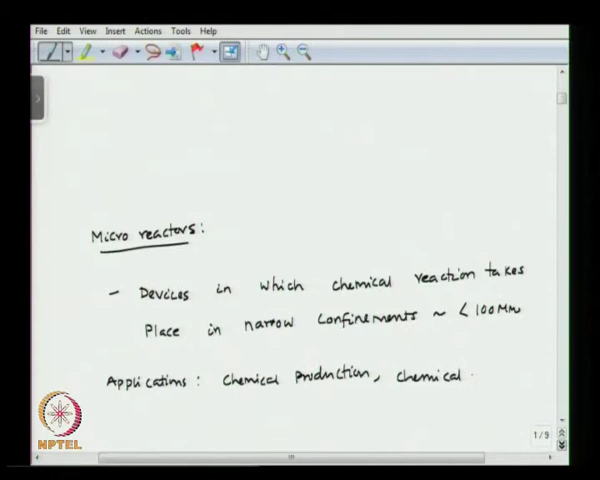 File Edit View Insert Actions Tools Help
Micro reactors:
- Devices in which chemical reaction takes
Place in narrow confinements ~ < 100 μm
Applications: Chemical Production, chemical
NPTEL
1/9